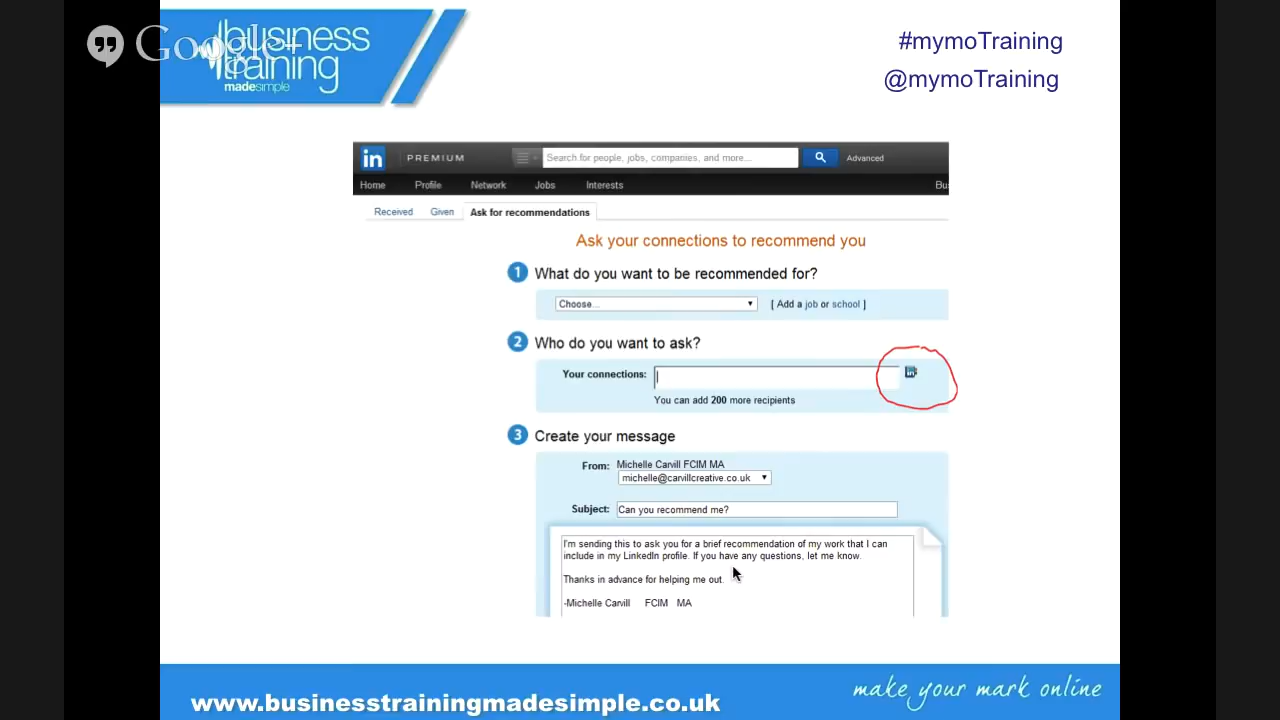 Google+
business
training
madesimple
#mymoTraining
@mymoTraining
in PREMIUM Search for people, jobs, companies, and more... Advanced
Home Profile Network Jobs Interests Bus
Received Given Ask for recommendations
Ask your connections to recommend you
1 What do you want to be recommended for?
Choose... [ Add a job or school ]
2 Who do you want to ask?
Your connections: in
You can add 200 more recipients
3 Create your message
From: Michelle Carvill FCIM MA
michelle@carvillcreative.co.uk
Subject: Can you recommend me?
I'm sending this to ask you for a brief recommendation of my work that I can
include in my LinkedIn profile. If you have any questions, let me know.
Thanks in advance for helping me out.
-Michelle Carvill FCIM MA
www.businesstrainingmadesimple.co.uk
make your mark online